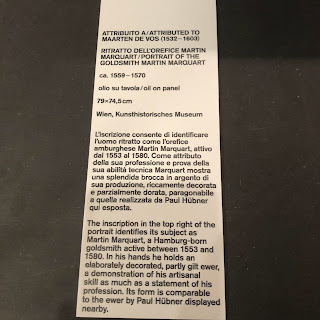 ATTRIBUITO A/ATTRIBUTED TO
MAARTEN DE VOS (1532–1603)
RITRATTO DELL'OREFICE MARTIN
MARQUART/PORTRAIT OF THE
GOLDSMITH MARTIN MARQUART
ca. 1559–1570
olio su tavola/oil on panel
79×74,5cm
Wien, Kunsthistorisches Museum
L'iscrizione consente di identificare
l'uomo ritratto come l'orefice
amburghese Martin Marquart, attivo
dal 1553 al 1580. Come attributo
della sua professione e prova della
sua abilità tecnica Marquart mostra
una splendida brocca in argento di
sua produzione, riccamente decorata
e parzialmente dorata, paragonabile
a quella realizzata da Paul Hübner
qui esposta.
The inscription in the top right of the
portrait identifies its subject as
Martin Marquart, a Hamburg-born
goldsmith active between 1553 and
1580. In his hands he holds an
elaborately decorated, partly gilt ewer,
a demonstration of his artisanal
skill as much as a statement of his
profession. Its form is comparable
to the ewer by Paul Hübner displayed
nearby.